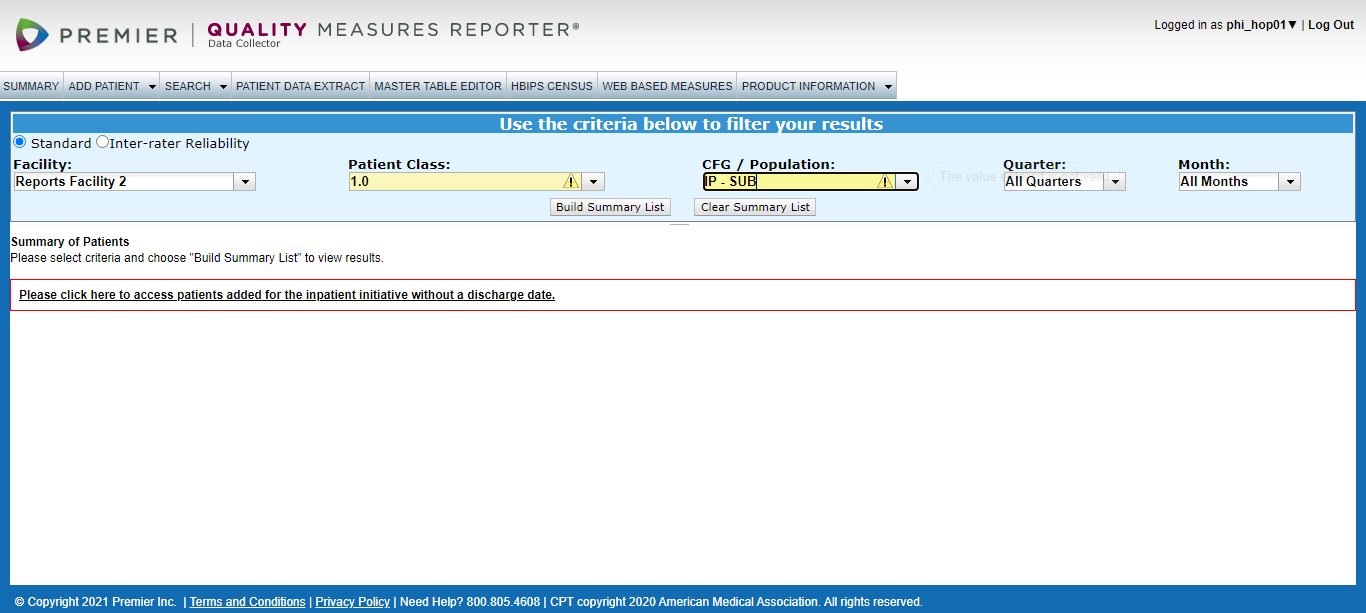 PREMIER | QUALITY MEASURES REPORTER®
Data Collector
Logged in as phi_hop01▼ | Log Out
SUMMARY ADD PATIENT SEARCH PATIENT DATA EXTRACT MASTER TABLE EDITOR HBIPS CENSUS WEB BASED MEASURES PRODUCT INFORMATION
Use the criteria below to filter your results
Standard Inter-rater Reliability
Facility: Patient Class: CFG / Population: Quarter: Month:
Reports Facility 2 1.0 IP - SUB The value All Quarters All Months
Build Summary List Clear Summary List
Summary of Patients
Please select criteria and choose "Build Summary List" to view results.
Please click here to access patients added for the inpatient initiative without a discharge date.
© Copyright 2021 Premier Inc. | Terms and Conditions | Privacy Policy | Need Help? 800.805.4608 | CPT copyright 2020 American Medical Association. All rights reserved.